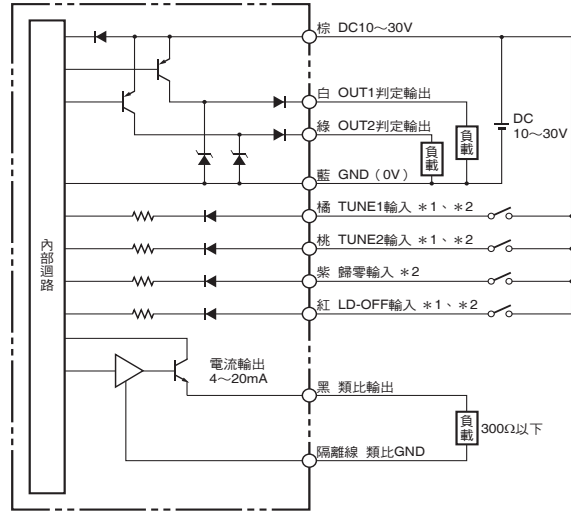 棕 DC10～30V
白 OUT1判定輸出
綠 OUT2判定輸出
DC
10～30V
負載
負載
藍 GND（0V）
橘 TUNE1輸入 ＊1、＊2
桃 TUNE2輸入 ＊1、＊2
內部迴路
紫 歸零輸入 ＊2
紅 LD-OFF輸入 ＊1、＊2
電流輸出
4～20mA
黑 類比輸出
負載
300Ω以下
隔離線 類比GND